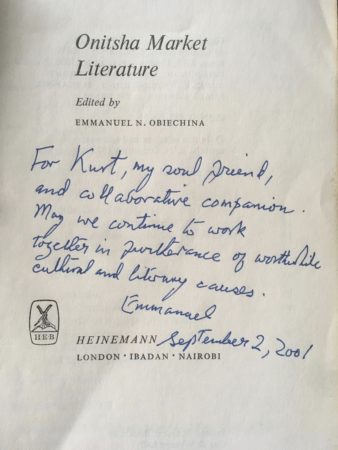 Onitsha Market
Literature
Edited by
EMMANUEL N. OBIECHINA
For Kurt, my soul friend,
and collaborative companion.
May we continue to work
together in furtherance of worthwhile
cultural and literary causes.
Emmanuel
September 2, 2001
HEB
HEINEMANN
LONDON · IBADAN · NAIROBI